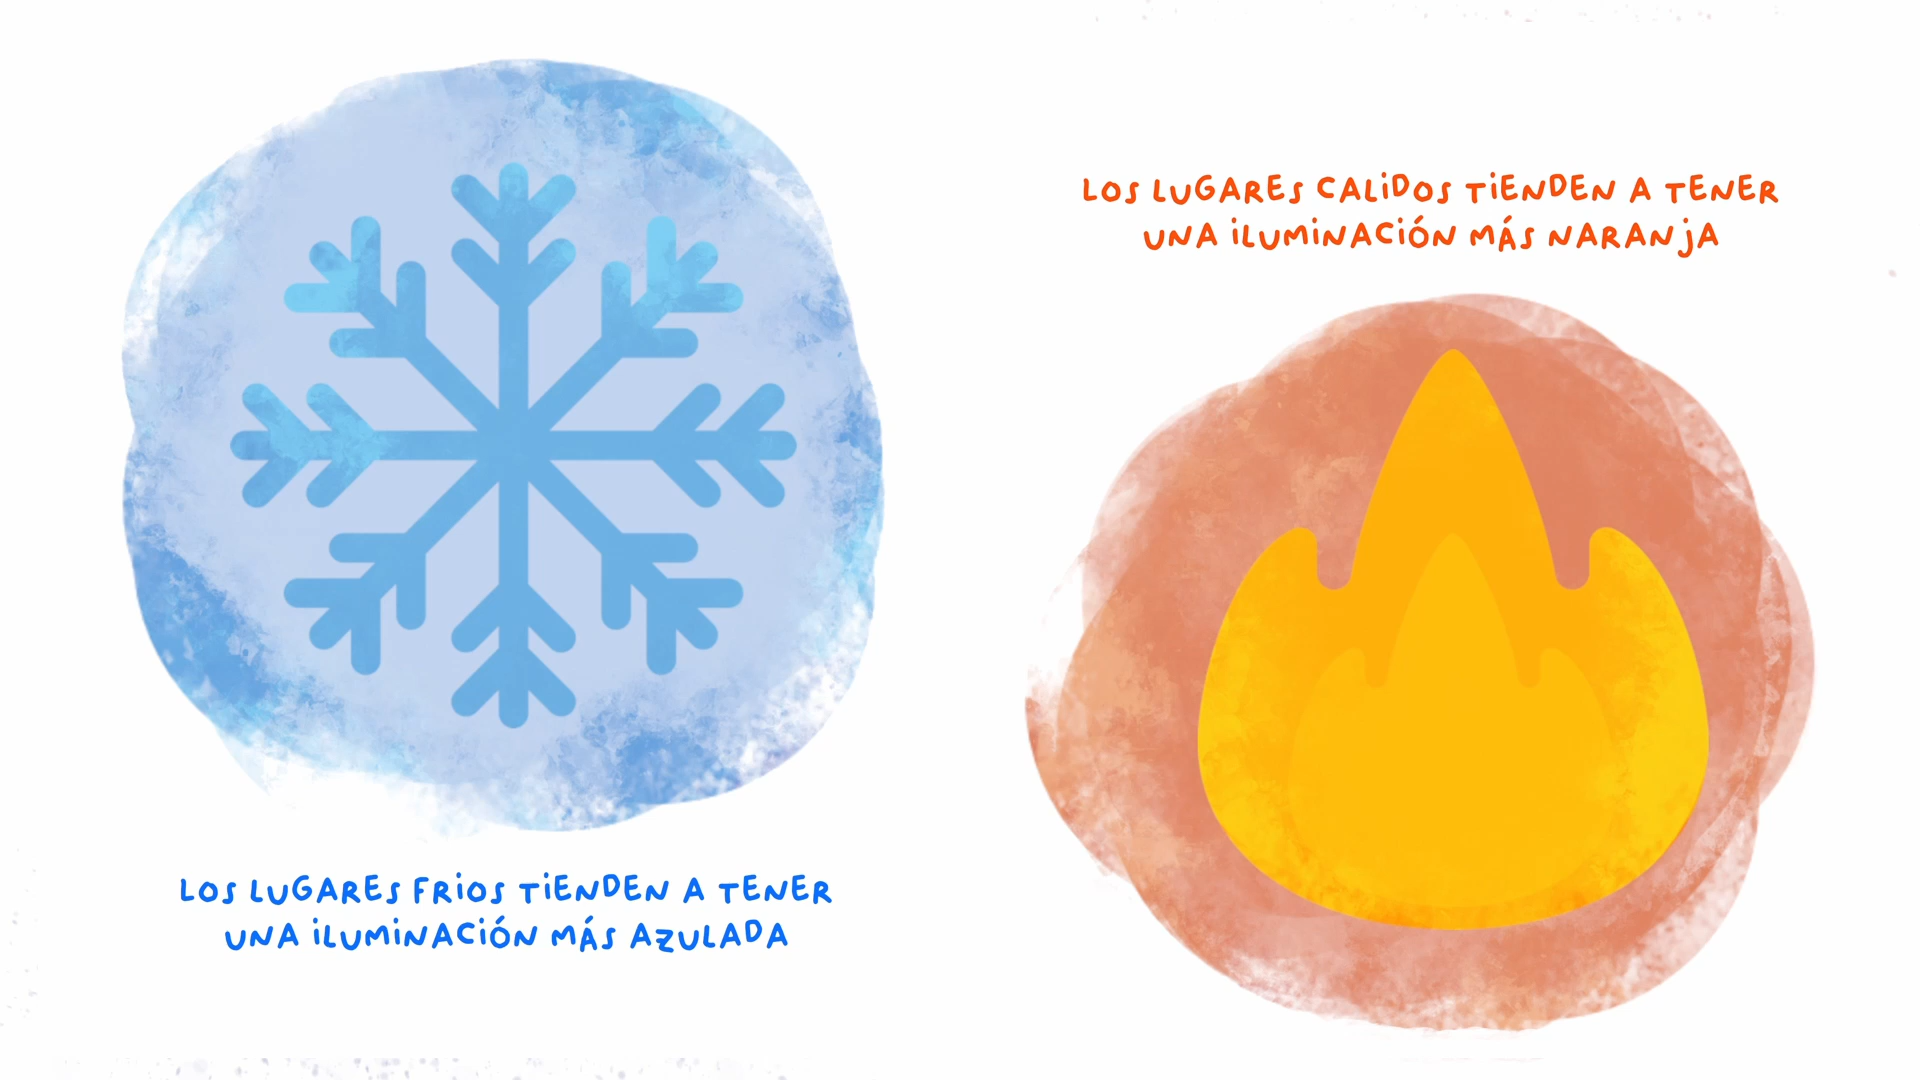 LOS LUGARES FRIOS TIENDEN A TENER
UNA ILUMINACIÓN MÁS AZULADA
LOS LUGARES CALIDOS TIENDEN A TENER
UNA ILUMINACIÓN MÁS NARANJA